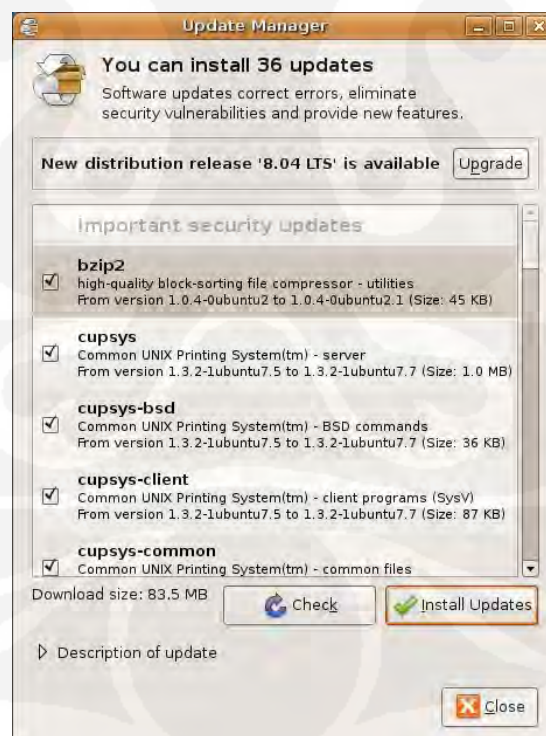 Update Manager
You can install 36 updates
Software updates correct errors, eliminate
security vulnerabilities and provide new features.
New distribution release '8.04 LTS' is available
Upgrade
Important security updates
bzip2
high-quality block-sorting file compressor - utilities
From version 1.0.4-0ubuntu2 to 1.0.4-0ubuntu2.1 (Size: 45 KB)
cupsys
Common UNIX Printing System(tm) - server
From version 1.3.2-1ubuntu7.5 to 1.3.2-1ubuntu7.7 (Size: 1.0 MB)
cupsys-bsd
Common UNIX Printing System(tm) - BSD commands
From version 1.3.2-1ubuntu7.5 to 1.3.2-1ubuntu7.7 (Size: 36 KB)
cupsys-client
Common UNIX Printing System(tm) - client programs (SysV)
From version 1.3.2-1ubuntu7.5 to 1.3.2-1ubuntu7.7 (Size: 87 KB)
cupsys-common
Common UNIX Printing System(tm) - common files
Download size: 83.5 MB
Check
Install Updates
Description of update
Close